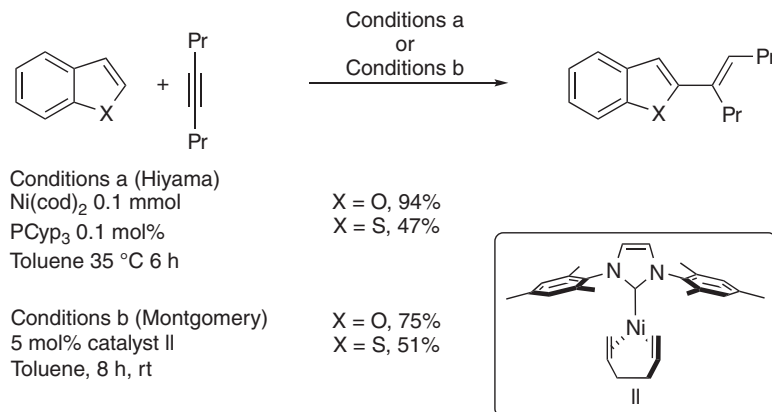 Pr
Pr
X
+
Conditions a
or
Conditions b
Pr
Pr
X
Conditions a (Hiyama)
Ni(cod)₂ 0.1 mmol
PCyp₃ 0.1 mol%
Toluene 35 °C 6 h
X = O, 94%
X = S, 47%
Conditions b (Montgomery)
5 mol% catalyst II
Toluene, 8 h, rt
X = O, 75%
X = S, 51%
N
N
Ni
II